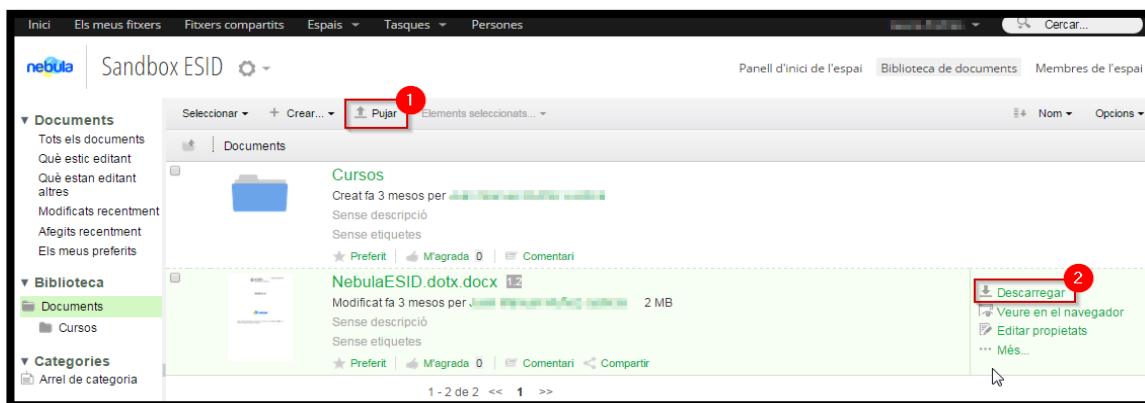 Inici Els meus fitxers Fitxers compartits Espais Tasques Persones Cercar...
nebula Sandbox ESID Panell d'inici de l'espai Biblioteca de documents Membres de l'espai
1
Seleccionar + Crear... Pujar Elements seleccionats... Nom Opcions
Documents
Documents
Tots els documents
Què estic editant
Què estan editant
altres
Modificats recentment
Afegits recentment
Els meus preferits
Biblioteca
Documents
Cursos
Categories
Arrel de categoria
Cursos
Creat fa 3 mesos per
Sense descripció
Sense etiquetes
Preferit M'agrada 0 Comentari
NebulaESID.dotx.docx 1.2
Modificat fa 3 mesos per 2 MB
Sense descripció
Sense etiquetes
Preferit M'agrada 0 Comentari Compartir
2
Descarregar
Veure en el navegador
Editar propietats
... Més...
1 - 2 de 2 << 1 >>